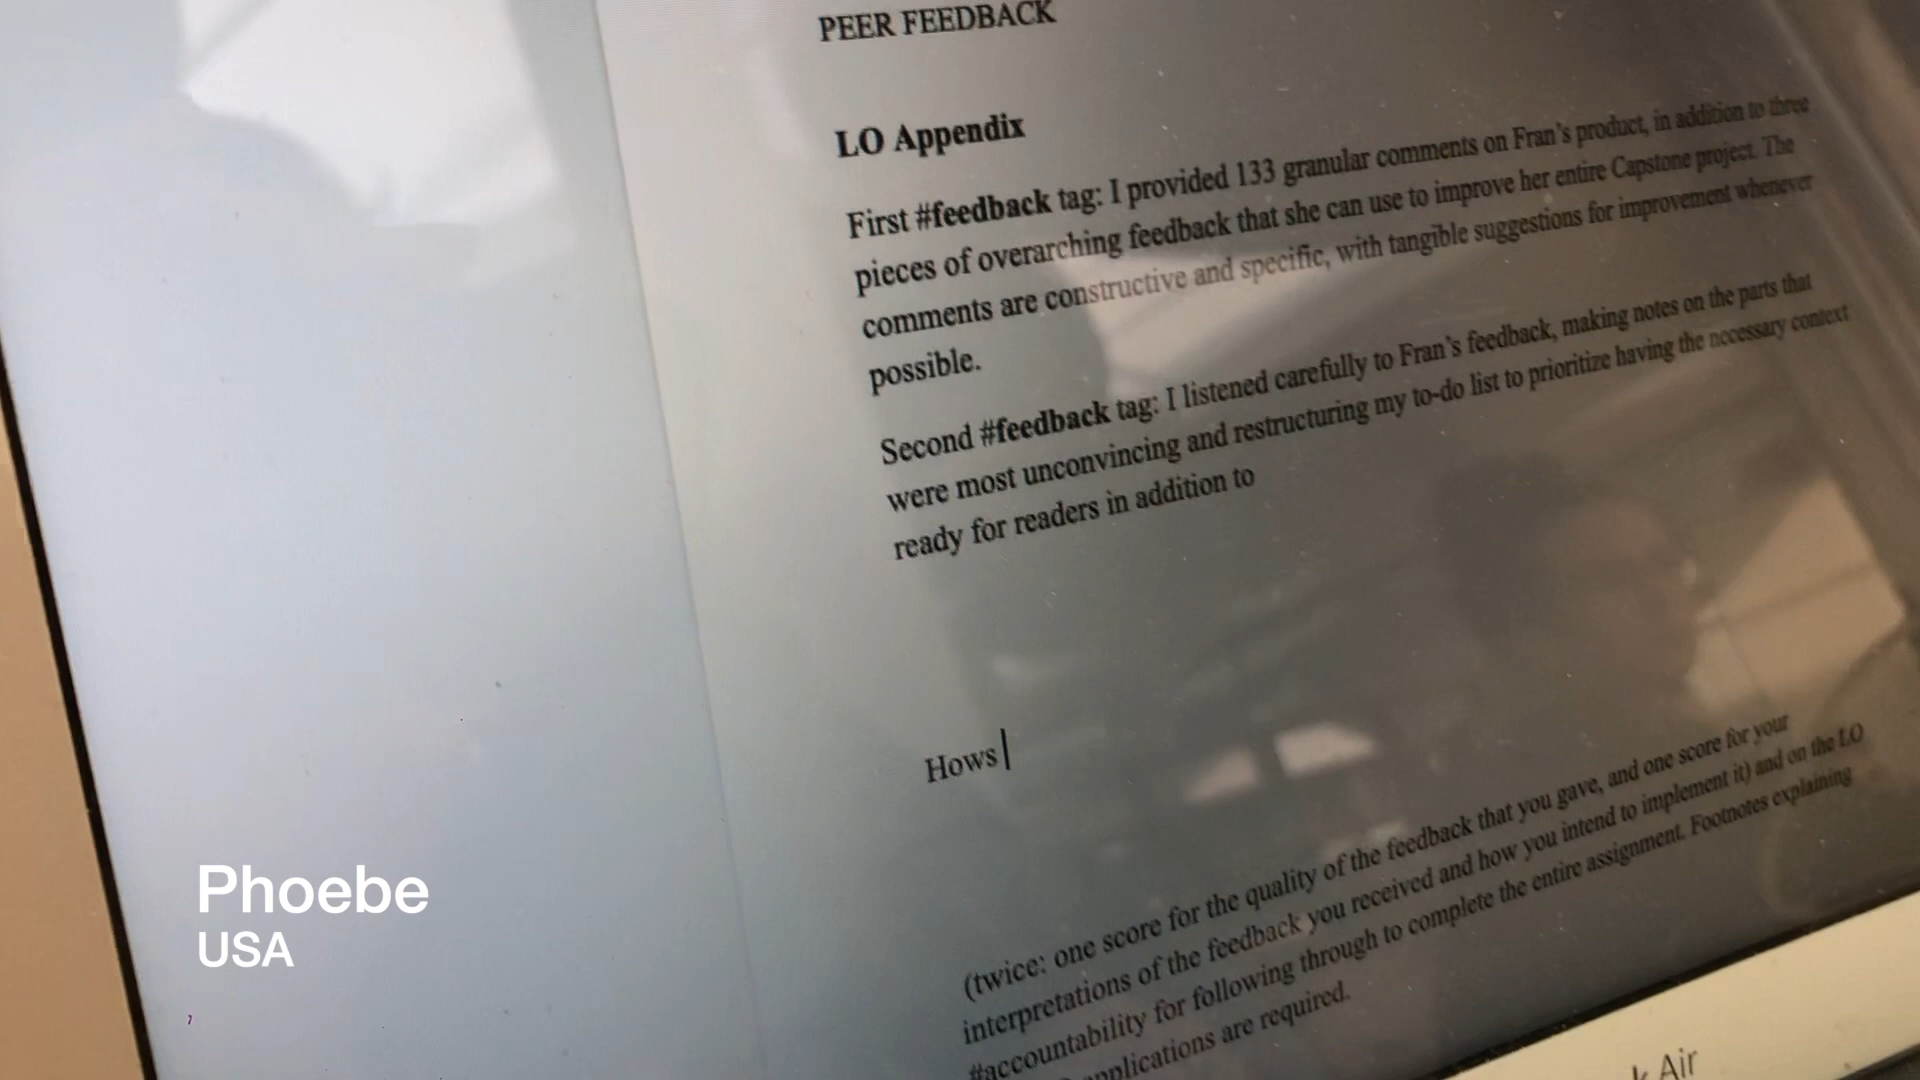 PEER FEEDBACK
LO Appendix
First #feedback tag: I provided 133 granular comments on Fran's product, in addition to three
pieces of overarching feedback that she can use to improve her entire Capstone project. The
comments are constructive and specific, with tangible suggestions for improvement whenever
possible.
Second #feedback tag: I listened carefully to Fran's feedback, making notes on the parts that
were most unconvincing and restructuring my to-do list to prioritize having the necessary context
ready for readers in addition to
Hows
(twice: one score for the quality of the feedback that you gave, and one score for your
interpretations of the feedback you received and how you intend to implement it) and on the LO
#accountability for following through to complete the entire assignment. Footnotes explaining
applications are required.
Air
Phoebe
USA